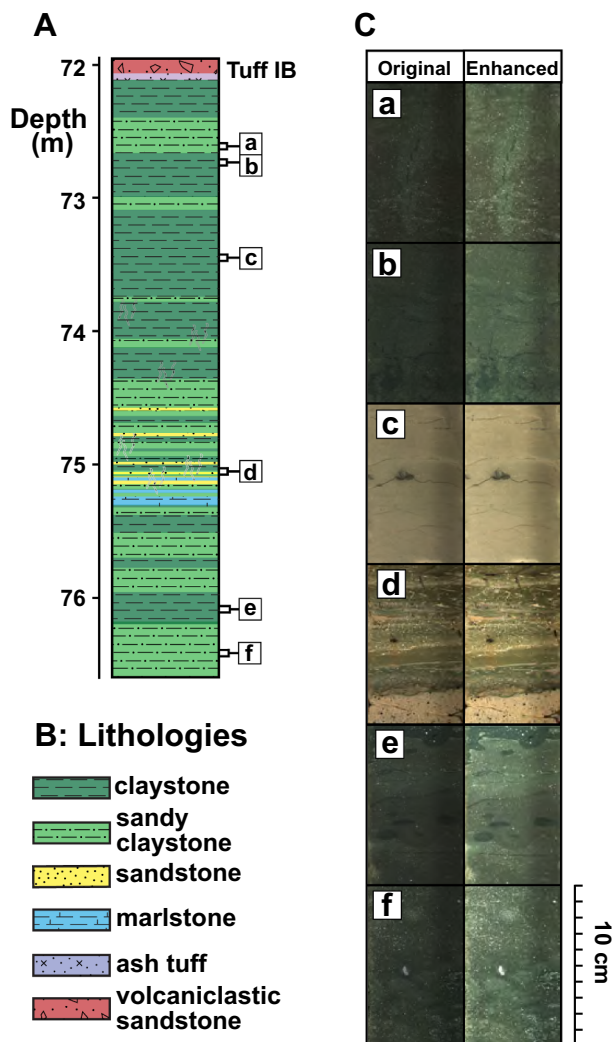 A
C
72
Tuff IB
Original
Enhanced
Depth
(m)
a
b
73
c
74
75
d
76
e
f
a
b
c
d
e
f
10 cm
B: Lithologies
claystone
sandy
claystone
sandstone
marlstone
ash tuff
volcaniclastic
sandstone